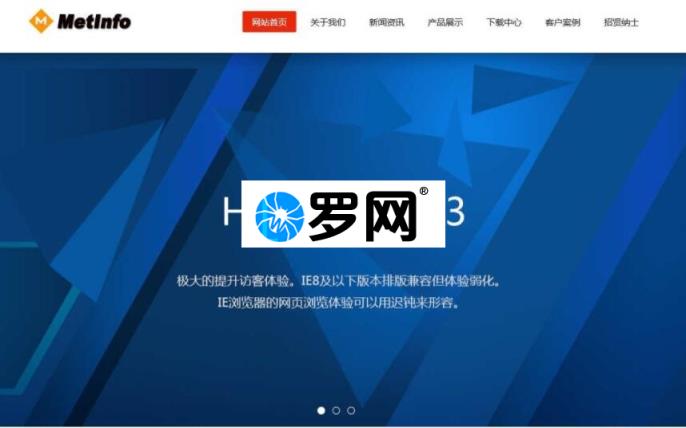 MetInfo
网站首页 关于我们 新闻资讯 产品展示 下载中心 客户案例 招贤纳士
H 罗网® 3
极大的提升访客体验。IE8及以下版本排版兼容但体验弱化。
IE浏览器的网页浏览体验可以用迟钝来形容。